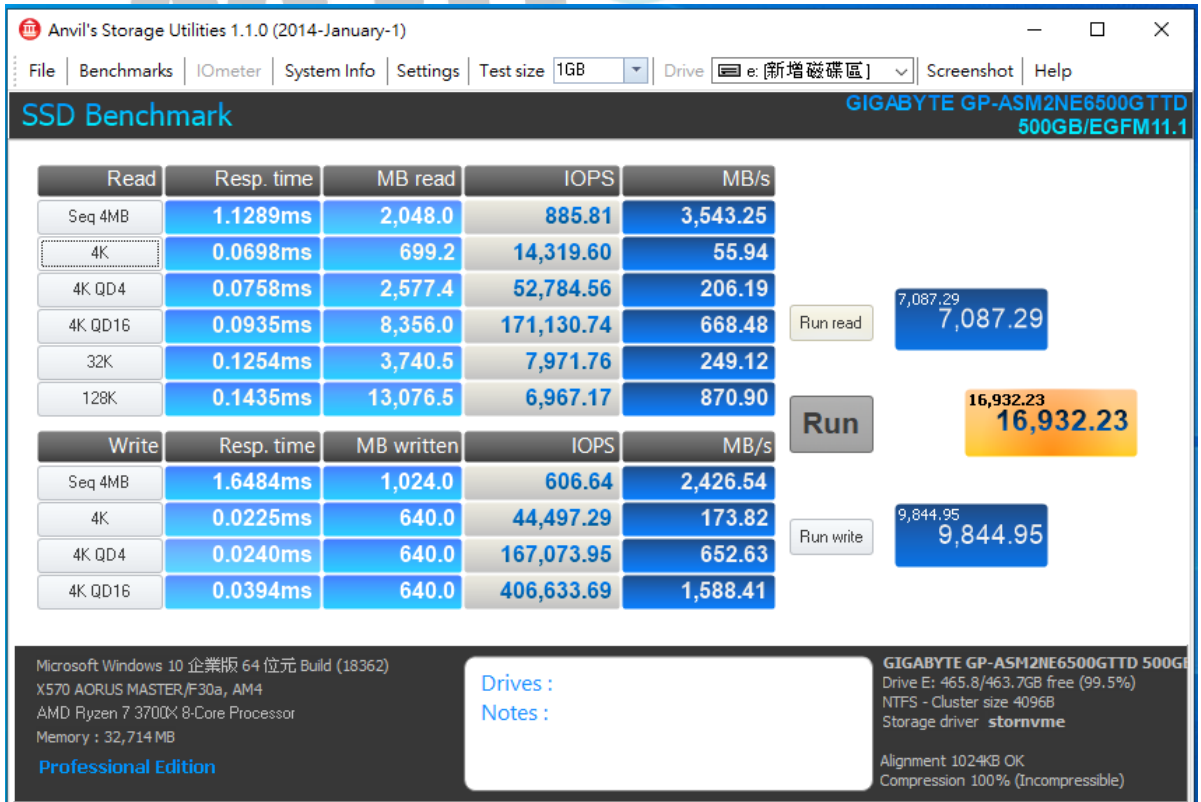 Anvil's Storage Utilities 1.1.0 (2014-January-1)
File Benchmarks IOmeter System Info Settings Test size 1GB Drive e: [新增磁碟區] Screenshot Help
SSD Benchmark
GIGABYTE GP-ASM2NE6500GTTD
500GB/EGFM11.1
Read Resp. time MB read IOPS MB/s
Seq 4MB 1.1289ms 2,048.0 885.81 3,543.25
4K 0.0698ms 699.2 14,319.60 55.94
4K QD4 0.0758ms 2,577.4 52,784.56 206.19
4K QD16 0.0935ms 8,356.0 171,130.74 668.48
32K 0.1254ms 3,740.5 7,971.76 249.12
128K 0.1435ms 13,076.5 6,967.17 870.90
Run read
7,087.29
7,087.29
Run
16,932.23
16,932.23
Write Resp. time MB written IOPS MB/s
Seq 4MB 1.6484ms 1,024.0 606.64 2,426.54
4K 0.0225ms 640.0 44,497.29 173.82
4K QD4 0.0240ms 640.0 167,073.95 652.63
4K QD16 0.0394ms 640.0 406,633.69 1,588.41
Run write
9,844.95
9,844.95
Microsoft Windows 10 企業版 64 位元 Build (18362)
X570 AORUS MASTER/F30a, AM4
AMD Ryzen 7 3700X 8-Core Processor
Memory : 32,714 MB
Professional Edition
Drives :
Notes :
GIGABYTE GP-ASM2NE6500GTTD 500GB
Drive E: 465.8/463.7GB free (99.5%)
NTFS - Cluster size 4096B
Storage driver stornvme
Alignment 1024KB OK
Compression 100% (Incompressible)